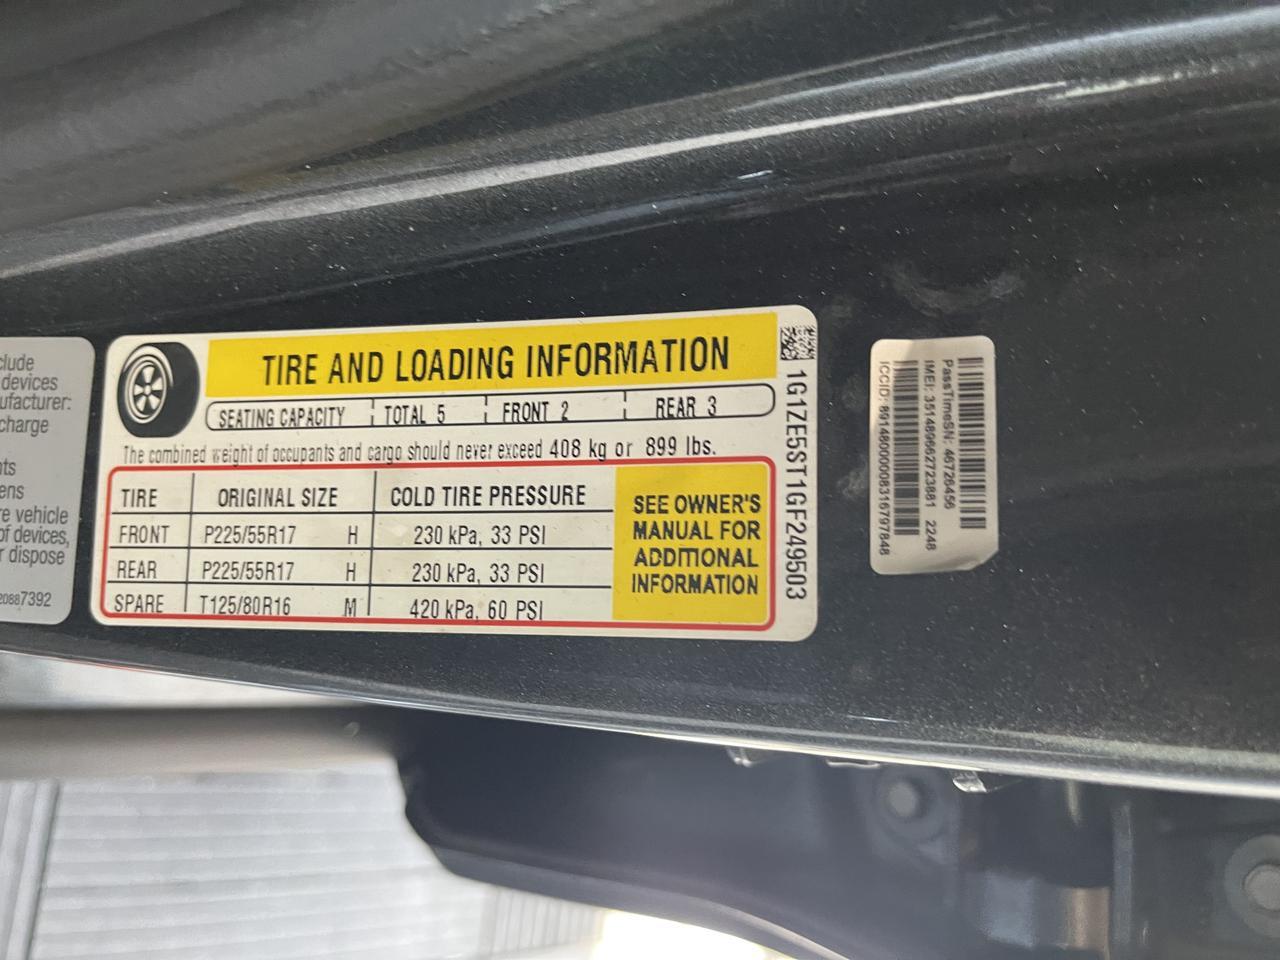 clude
devices
ufacturer:
charge
nts
ens
re vehicle
of devices,
r dispose
20887392
TIRE AND LOADING INFORMATION
SEATING CAPACITY TOTAL 5 FRONT 2 REAR 3
The combined weight of occupants and cargo should never exceed 408 kg or 899 lbs.
TIRE ORIGINAL SIZE COLD TIRE PRESSURE
FRONT P225/55R17 H 230 kPa, 33 PSI
REAR P225/55R17 H 230 kPa, 33 PSI
SPARE T125/80R16 M 420 kPa, 60 PSI
SEE OWNER'S
MANUAL FOR
ADDITIONAL
INFORMATION
1G1ZE5ST1GF249503
PassTimeSN: 46726456
IMEI: 351489662723881 2248
ICCID: 89148000008316797848